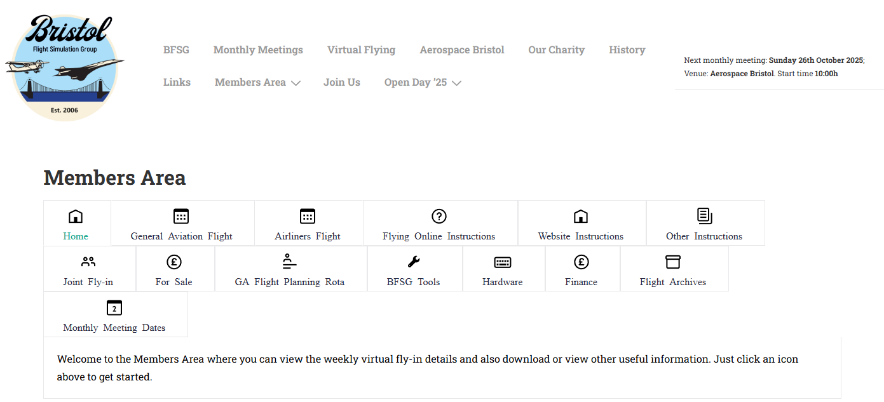 Bristol
Flight Simulation Group
Est. 2006
BFSG Monthly Meetings Virtual Flying Aerospace Bristol Our Charity History
Links Members Area Join Us Open Day '25
Next monthly meeting: Sunday 26th October 2025;
Venue: Aerospace Bristol. Start time 10:00h
Members Area
Home General Aviation Flight Airliners Flight Flying Online Instructions Website Instructions Other Instructions
Joint Fly-in For Sale GA Flight Planning Rota BFSG Tools Hardware Finance Flight Archives
2
Monthly Meeting Dates
Welcome to the Members Area where you can view the weekly virtual fly-in details and also download or view other useful information. Just click an icon
above to get started.